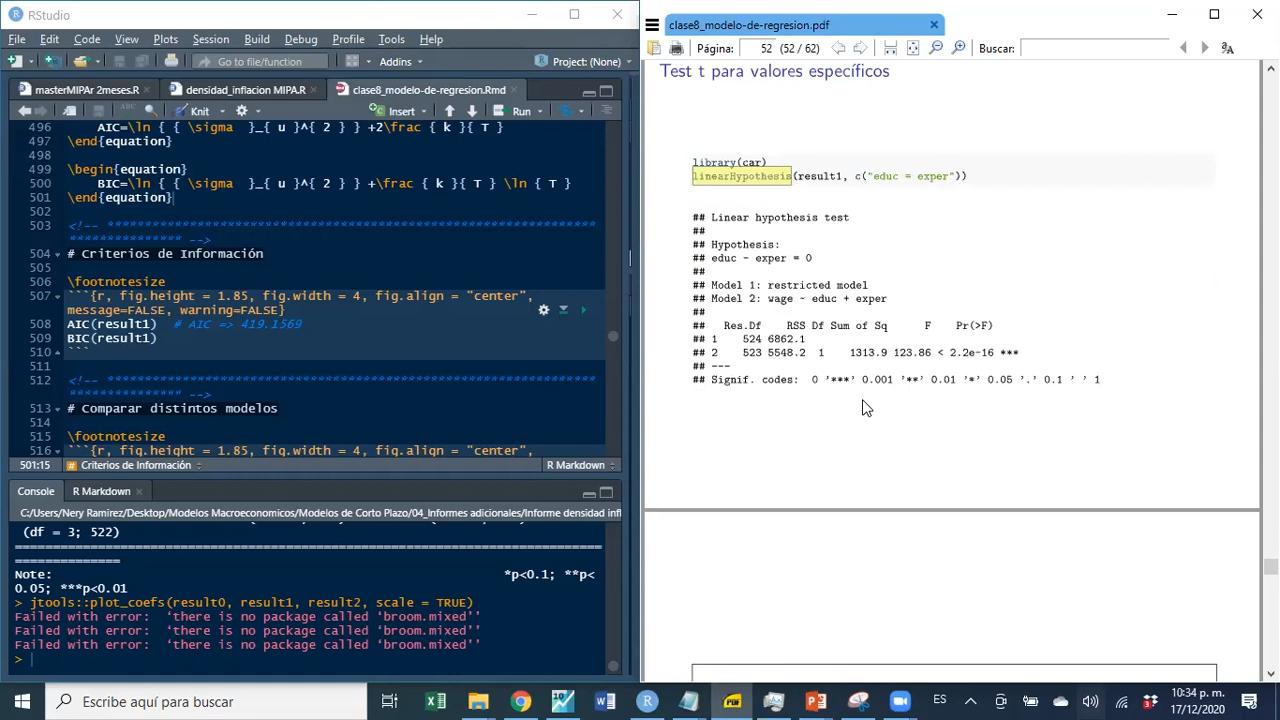 RStudio
File Edit Code View Plots Session Build Debug Profile Tools Help
Go to file/function
Addins
Project: (None)
masterMIPAr 2meses.R
densidad_inflacion MIPA.R
clase8_modelo-de-regresion.Rmd
ABC
Knit
Insert
Run
496 AIC=\ln { { \sigma }_{ u }^{ 2 } } +2\frac { k }{ T }
497 \end{equation}
498
499 \begin{equation}
500 BIC=\ln { { \sigma }_{ u }^{ 2 } } +\frac { k }{ T } \ln { T }
501 \end{equation}
502
503 <!-- **************************************************************
**************** -->
504 # Criterios de Información
505
506 \footnotesize
507 ```{r, fig.height = 1.85, fig.width = 4, fig.align = "center",
message=FALSE, warning=FALSE}
508 AIC(result1) # AIC => 419.1569
509 BIC(result1)
510 ```
511
512 <!-- **************************************************************
**************** -->
513 # Comparar distintos modelos
514
515 \footnotesize
516 ```{r, fig.height = 1.85, fig.width = 4, fig.align = "center",
501:15
# Criterios de Información
R Markdown
Console
R Markdown
C:/Users/Nery Ramirez/Desktop/Modelos Macroeconomicos/Modelos de Corto Plazo/04_Informes adicionales/Informe densidad infl
(df = 3; 522)
==============================================================================
==============
Note: *p<0.1; **p<
0.05; ***p<0.01
> jtools::plot_coefs(result0, result1, result2, scale = TRUE)
Failed with error: ‘there is no package called ‘broom.mixed’’
Failed with error: ‘there is no package called ‘broom.mixed’’
Failed with error: ‘there is no package called ‘broom.mixed’’
>
clase8_modelo-de-regresion.pdf
Página: 52 (52 / 62)
Buscar:
Test t para valores específicos
library(car)
linearHypothesis(result1, c("educ = exper"))
## Linear hypothesis test
##
## Hypothesis:
## educ - exper = 0
##
## Model 1: restricted model
## Model 2: wage ~ educ + exper
##
## Res.Df RSS Df Sum of Sq F Pr(>F)
## 1 524 6862.1
## 2 523 5548.2 1 1313.9 123.86 < 2.2e-16 ***
## ---
## Signif. codes: 0 '***' 0.001 '**' 0.01 '*' 0.05 '.' 0.1 ' ' 1
Escribe aquí para buscar
PDF
ES
10:34 p. m.
17/12/2020